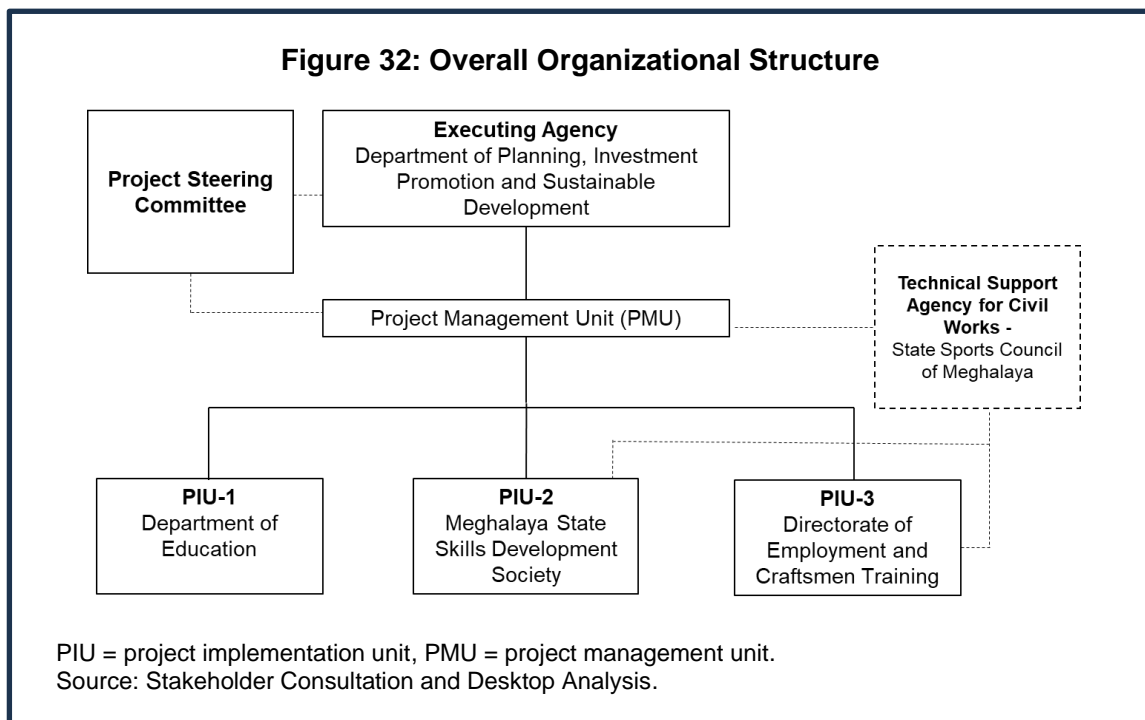 Figure 32: Overall Organizational Structure
Project Steering
Committee
Executing Agency
Department of Planning, Investment
Promotion and Sustainable
Development
Project Management Unit (PMU)
Technical Support
Agency for Civil
Works -
State Sports Council
of Meghalaya
PIU-1
Department of
Education
PIU-2
Meghalaya State
Skills Development
Society
PIU-3
Directorate of
Employment and
Craftsmen Training
PIU = project implementation unit, PMU = project management unit.
Source: Stakeholder Consultation and Desktop Analysis.